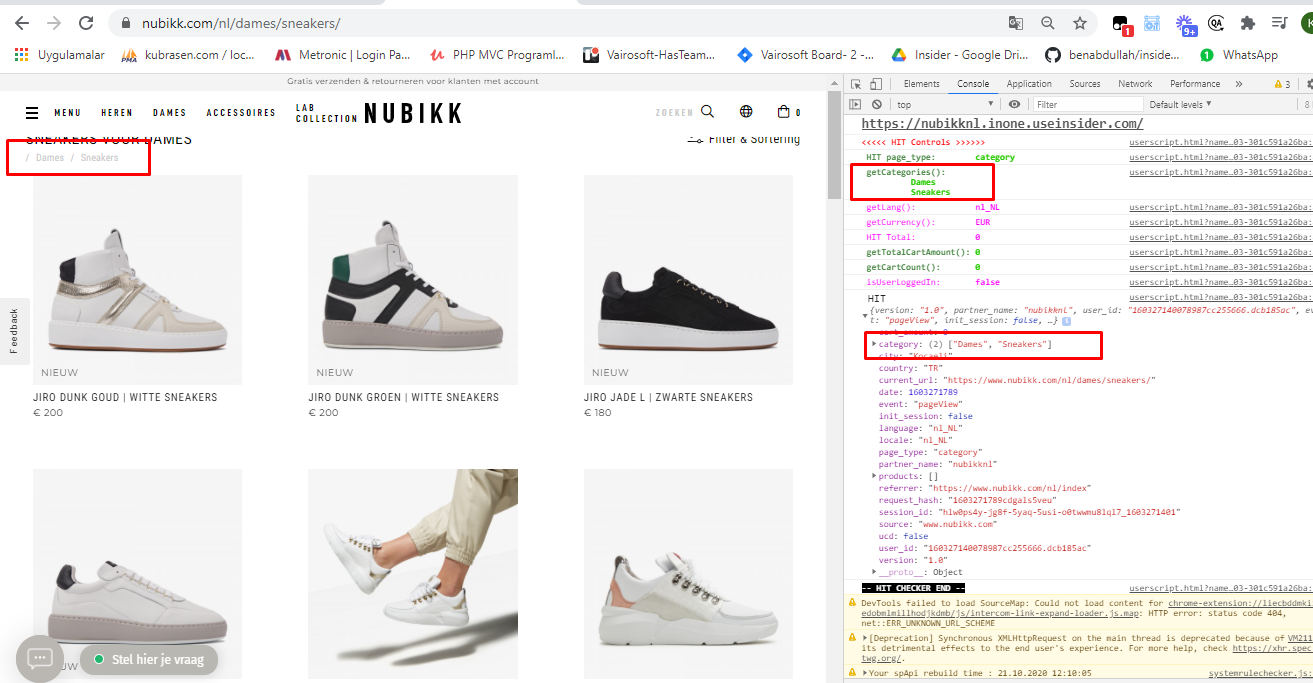 nubikk.com/nl/dames/sneakers/
1
9+
QA
Uygulamalar
kubrasen.com / loc...
Metronic | Login Pa...
PHP MVC Programl...
Vairosoft-HasTeam...
Vairosoft Board- 2 -...
Insider - Google Dri...
benabdullah/inside...
1 WhatsApp
Gratis verzenden & retourneren voor klanten met account
MENU HEREN DAMES ACCESSOIRES LAB COLLECTION NUBIKK ZOEKEN 0
SNEAKERS VOOR DAMES
Filter & Sortering
/ Dames / Sneakers
Feedback
NIEUW
JIRO DUNK GOUD | WITTE SNEAKERS
€ 200
NIEUW
JIRO DUNK GROEN | WITTE SNEAKERS
€ 200
NIEUW
JIRO JADE L | ZWARTE SNEAKERS
€ 180
Stel hier je vraag
Elements Console Application Sources Network Performance » 3
top Filter Default levels 8
https://nubikknl.inone.useinsider.com/
<<<<< HIT Controls >>>>>> userscript.html?name…03-301c591a26ba:
HIT page_type: category userscript.html?name…03-301c591a26ba:
getCategories(): userscript.html?name…03-301c591a26ba:
Dames
Sneakers
getLang(): nl_NL userscript.html?name…03-301c591a26ba:
getCurrency(): EUR userscript.html?name…03-301c591a26ba:
HIT Total: 0 userscript.html?name…03-301c591a26ba:
getTotalCartAmount(): 0 userscript.html?name…03-301c591a26ba:
getCartCount(): 0 userscript.html?name…03-301c591a26ba:
isUserLoggedIn: false userscript.html?name…03-301c591a26ba:
HIT userscript.html?name…03-301c591a26ba:
{version: "1.0", partner_name: "nubikknl", user_id: "160327140078987cc255666.dcb185ac", ev
t: "pageView", init_session: false, …}
cart_amount: 0
category: (2) ["Dames", "Sneakers"]
city: "Kocaeli"
country: "TR"
current_url: "https://www.nubikk.com/nl/dames/sneakers/"
date: 1603271789
event: "pageView"
init_session: false
language: "nl_NL"
locale: "nl_NL"
page_type: "category"
partner_name: "nubikknl"
products: []
referrer: "https://www.nubikk.com/nl/index"
request_hash: "1603271789cdgals5veu"
session_id: "hlw0ps4y-jg8f-5yaq-5usi-o0twwmu8lql7_1603271401"
source: "www.nubikk.com"
ucd: false
user_id: "160327140078987cc255666.dcb185ac"
version: "1.0"
__proto__: Object
-- HIT CHECKER END -- userscript.html?name…03-301c591a26ba:
DevTools failed to load SourceMap: Could not load content for chrome-extension://liecbddmki
edobmlmillhodjkdmb/js/intercom-link-expand-loader.js.map: HTTP error: status code 404,
net::ERR_UNKNOWN_URL_SCHEME
[Deprecation] Synchronous XMLHttpRequest on the main thread is deprecated because of VM211
its detrimental effects to the end user's experience. For more help, check https://xhr.spec
twg.org/.
Your spApi rebuild time : 21.10.2020 12:10:05 systemrulechecker.js: